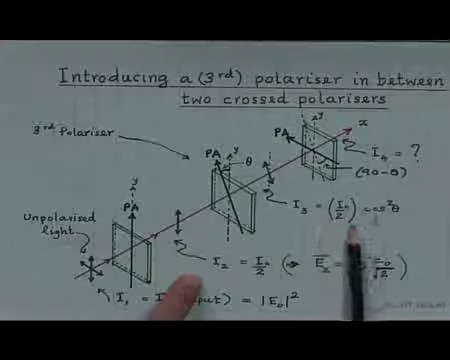 Introducing a (3rd) polariser in between
two crossed polarisers
3rd Polariser
PA
y
θ
PA
y
x
I4 = ?
(90-θ)
Unpolarised
light
y
PA
I3 = (I0/2) cos²θ
I2 = I0/2 (⇒
I1 = put) = |E0|²